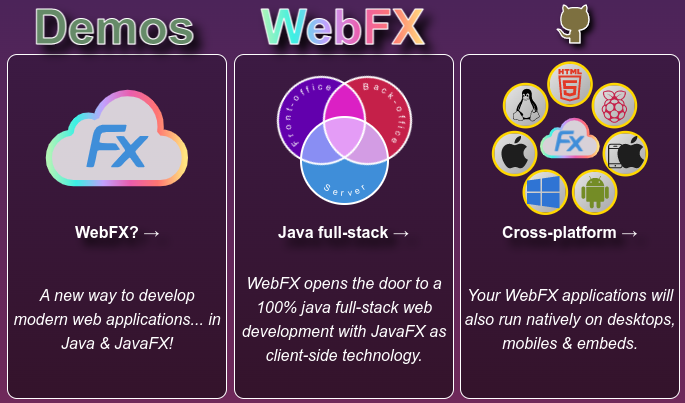 Demos
WebFX
Fx
WebFX? →
A new way to develop
modern web applications... in
Java & JavaFX!
Front-office
Back-office
Server
Java full-stack →
WebFX opens the door to a
100% java full-stack web
development with JavaFX as
client-side technology.
HTML
5
Fx
Cross-platform →
Your WebFX applications will
also run natively on desktops,
mobiles & embeds.